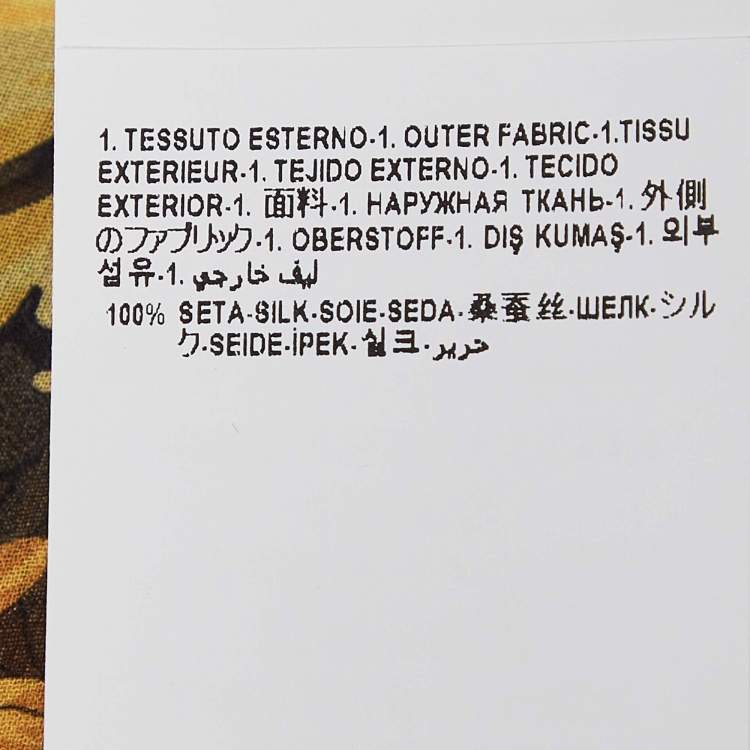 1. TESSUTO ESTERNO-1. OUTER FABRIC-1.TISSU
EXTERIEUR-1. TEJIDO EXTERNO-1. TECIDO
EXTERIOR-1. 面料-1. НАРУЖНАЯ ТКАНЬ-1. 外側
のファブリック-1. OBERSTOFF-1. DIŞ KUMAŞ-1. 외부
섬유-1. ليف خارجي
100% SETA-SILK-SOIE-SEDA-桑蚕丝-ШЕЛК-シル
ク-SEIDE-İPEK-실크-حرير